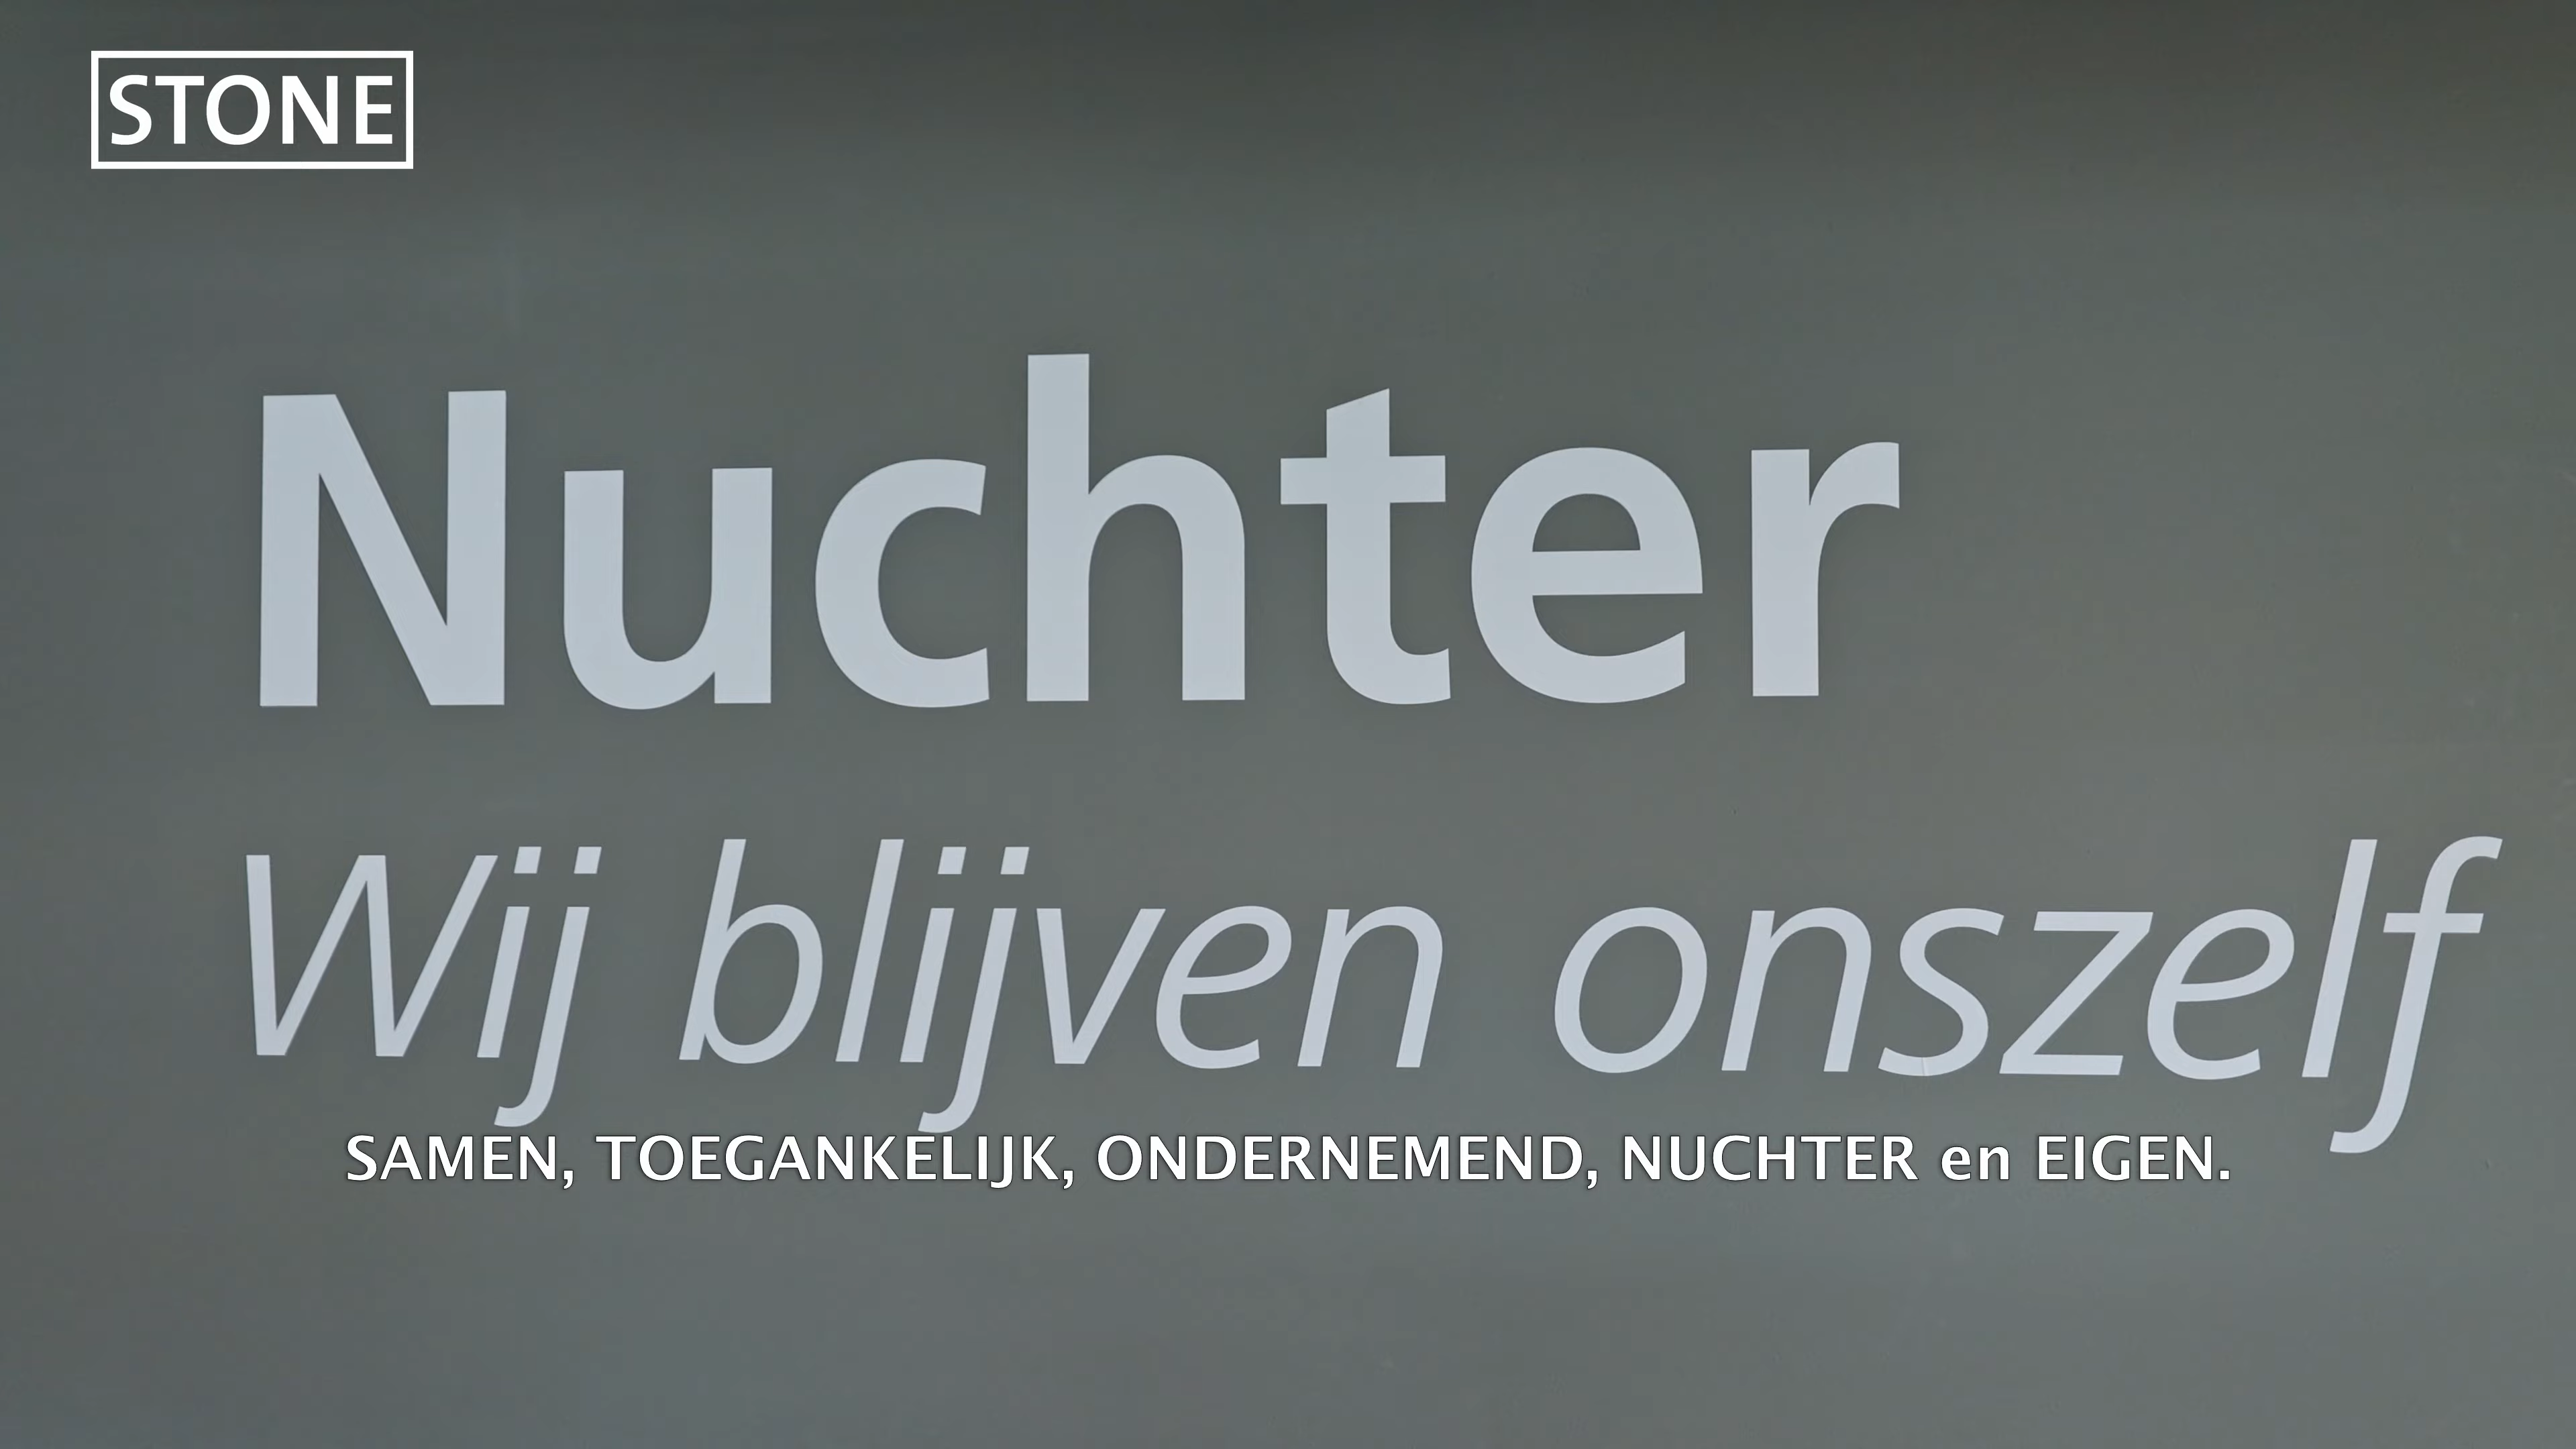 STONE
Nuchter
Wij blijven onszelf
SAMEN, TOEGANKELIJK, ONDERNEMEND, NUCHTER en EIGEN.